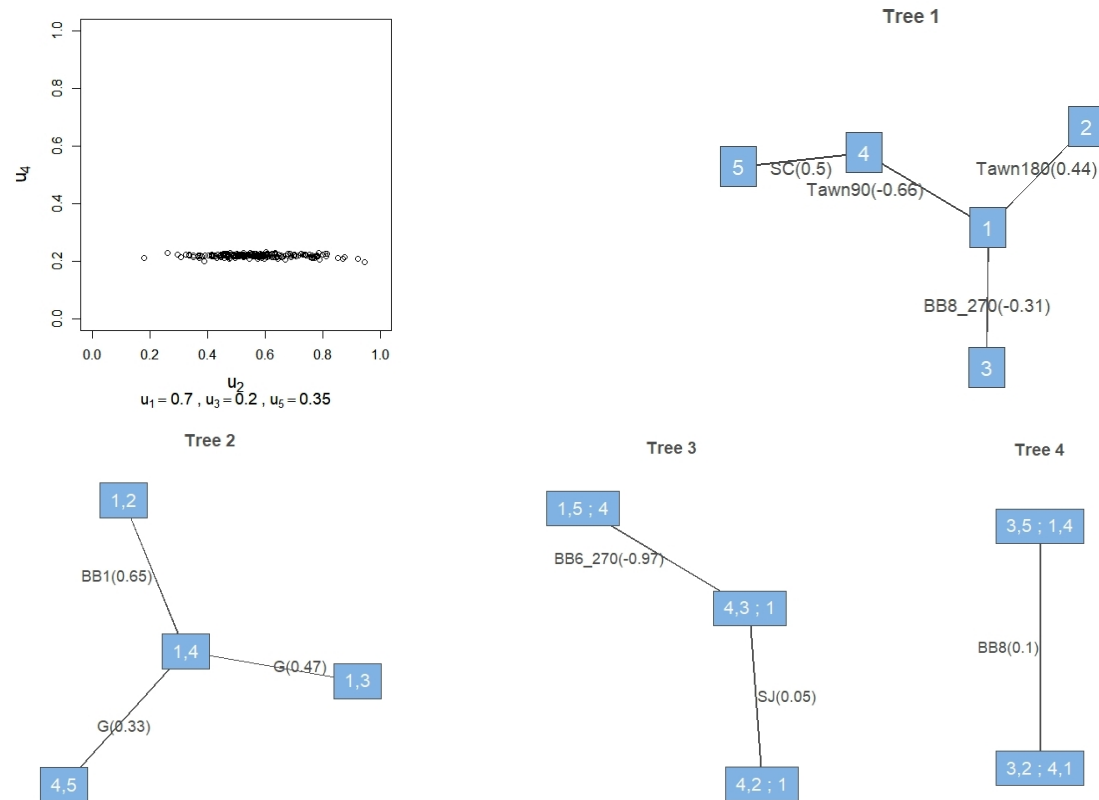 Tree 1
1.0
0.8
0.6
0.4
0.2
0.0
u4
0.0 0.2 0.4 0.6 0.8 1.0
u2
u1 = 0.7 , u3 = 0.2 , u5 = 0.35
2
4
5
SC(0.5)
Tawn180(0.44)
Tawn90(-0.66)
1
BB8_270(-0.31)
3
Tree 2
1,2
BB1(0.65)
1,4
G(0.47)
1,3
G(0.33)
4,5
Tree 3
1,5 ; 4
BB6_270(-0.97)
4,3 ; 1
SJ(0.05)
4,2 ; 1
Tree 4
3,5 ; 1,4
BB8(0.1)
3,2 ; 4,1